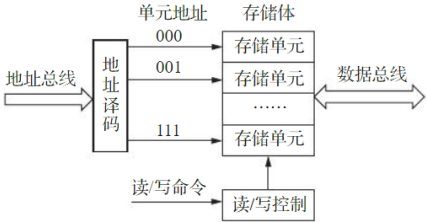 单元地址 存储体
000
存储单元
地址总线
地址译码
001
存储单元
数据总线
……
111
存储单元
读/写命令
读/写控制